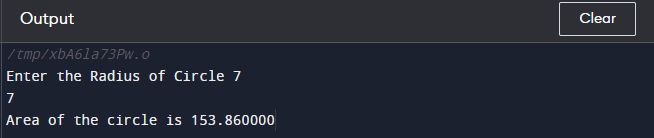 Output
Clear
/tmp/xbA6la73Pw.o
Enter the Radius of Circle 7
7
Area of the circle is 153.860000